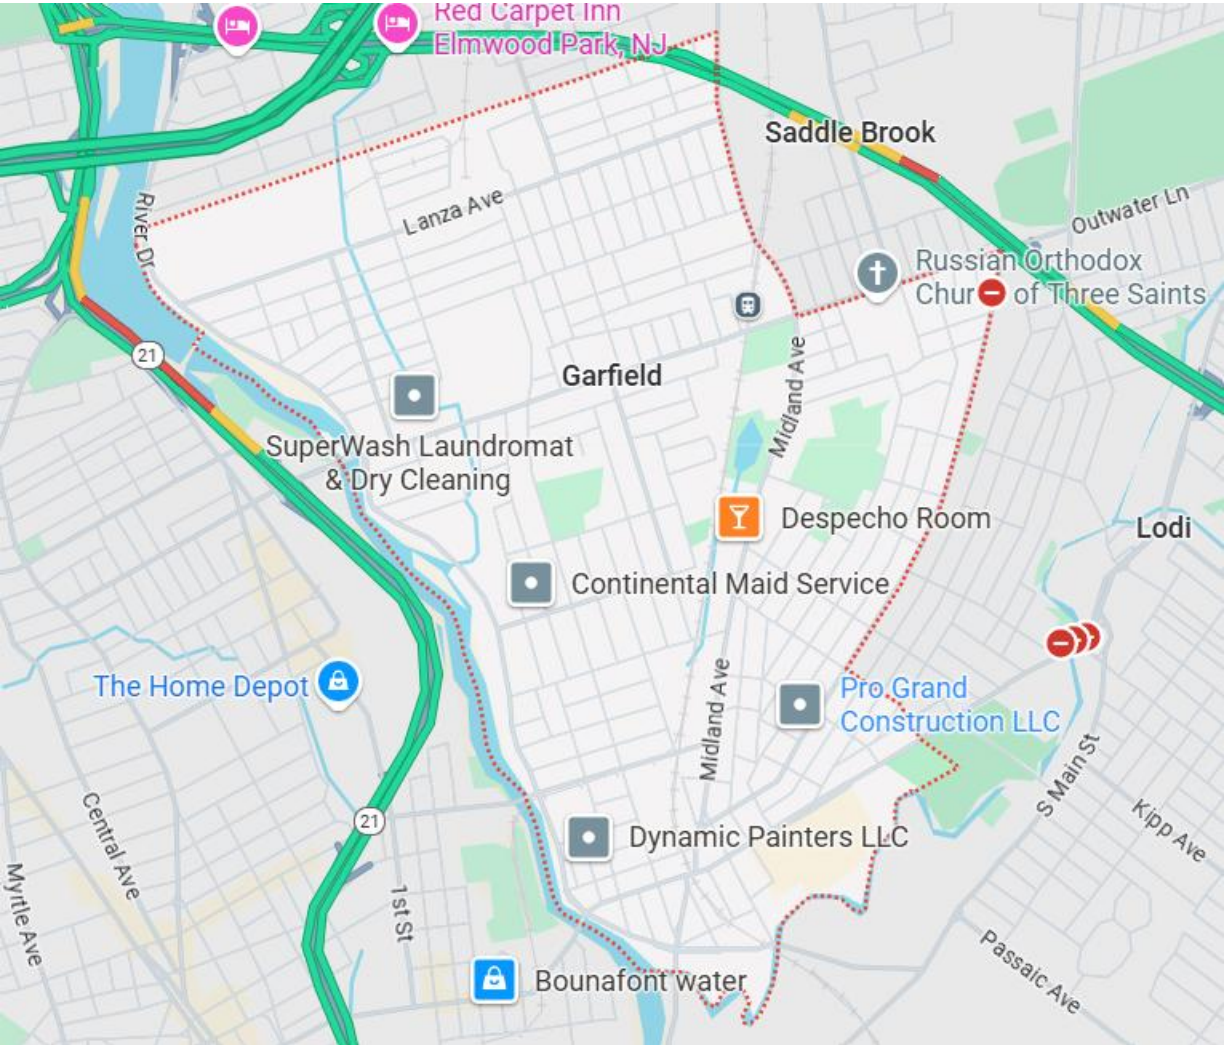 Red Carpet Inn
Elmwood Park, NJ
Saddle Brook
River Dr
Lanza Ave
Outwater Ln
Russian Orthodox
Chur of Three Saints
21
Midland Ave
Garfield
SuperWash Laundromat
& Dry Cleaning
Despecho Room
Lodi
Continental Maid Service
The Home Depot
Midland Ave
Pro Grand
Construction LLC
S Main St
Kipp Ave
Central Ave
21
Dynamic Painters LLC
Myrtle Ave
1st St
Passaic Ave
Bounafont water